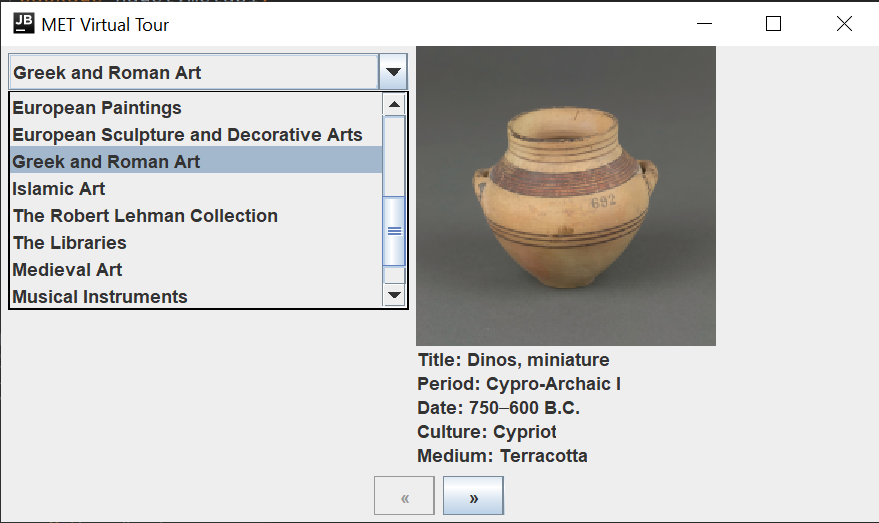 JB
MET Virtual Tour
Greek and Roman Art
European Paintings
European Sculpture and Decorative Arts
Greek and Roman Art
Islamic Art
The Robert Lehman Collection
The Libraries
Medieval Art
Musical Instruments
692
Title: Dinos, miniature
Period: Cypro-Archaic I
Date: 750–600 B.C.
Culture: Cypriot
Medium: Terracotta
« »